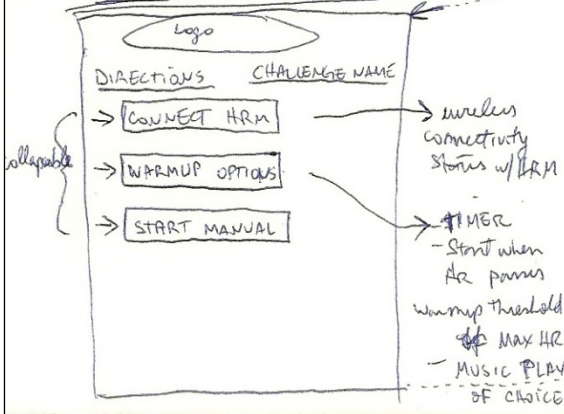 Logo
DIRECTIONS CHALLENGE NAME
CONNECT HRM
WARMUP OPTIONS
START MANUAL
collapsable
wireless
connectivity
status w/ HRM
- TIMER
- Start when
HR passes
warmup threshold
of Max HR
- MUSIC PLAY
OF CHOICE